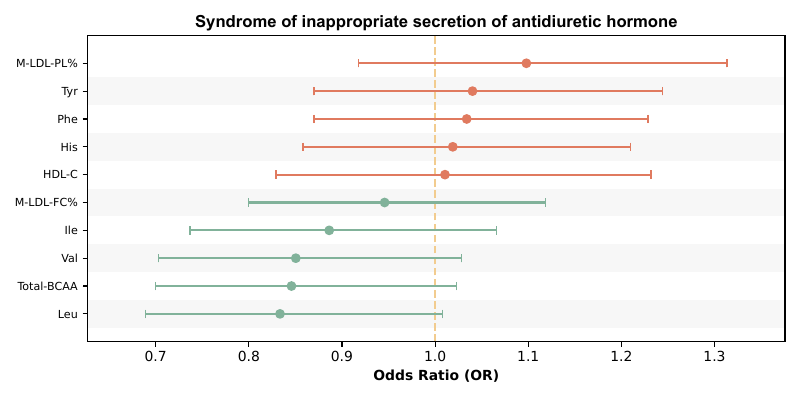 Syndrome of inappropriate secretion of antidiuretic hormone
M-LDL-PL%
Tyr
Phe
His
HDL-C
M-LDL-FC%
Ile
Val
Total-BCAA
Leu
0.7 0.8 0.9 1.0 1.1 1.2 1.3
Odds Ratio (OR)